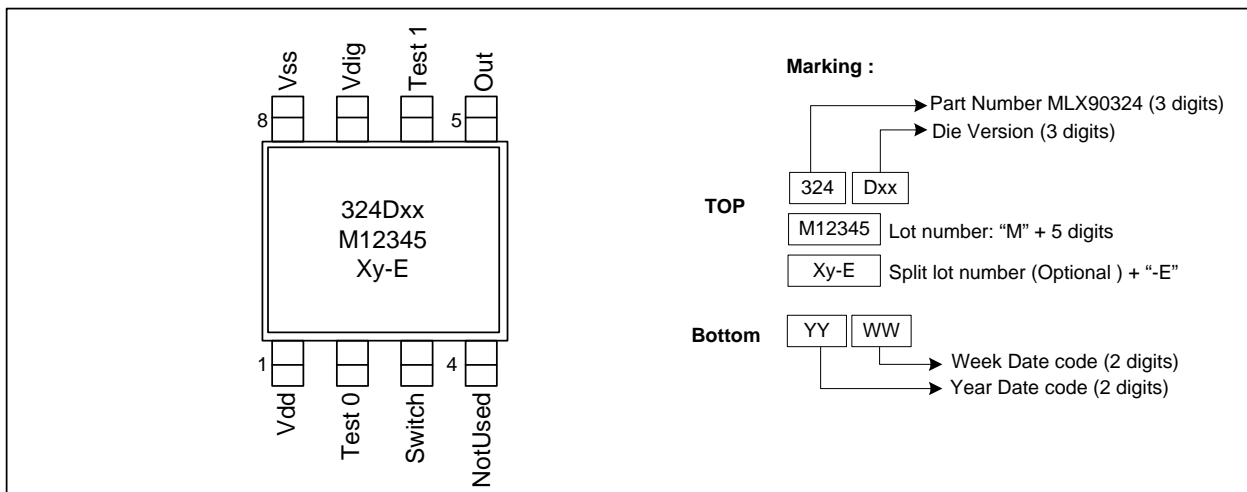 Vss
Vdig
Test 1
Out
8
5
324Dxx
M12345
Xy-E
1
4
Vdd
Test 0
Switch
NotUsed
Marking :
Part Number MLX90324 (3 digits)
Die Version (3 digits)
324 Dxx
TOP
M12345 Lot number: “M” + 5 digits
Xy-E Split lot number (Optional ) + “-E”
Bottom YY WW
Week Date code (2 digits)
Year Date code (2 digits)